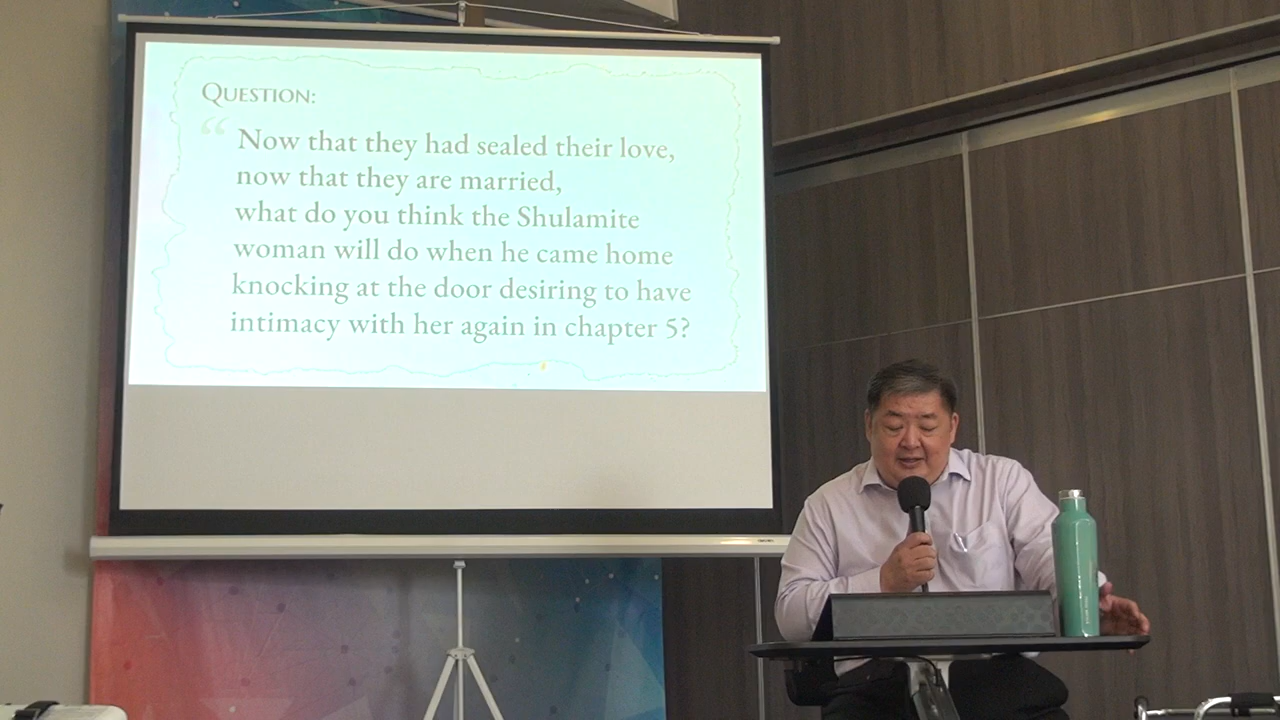 QUESTION:
“
Now that they had sealed their love,
now that they are married,
what do you think the Shulamite
woman will do when he came home
knocking at the door desiring to have
intimacy with her again in chapter 5?